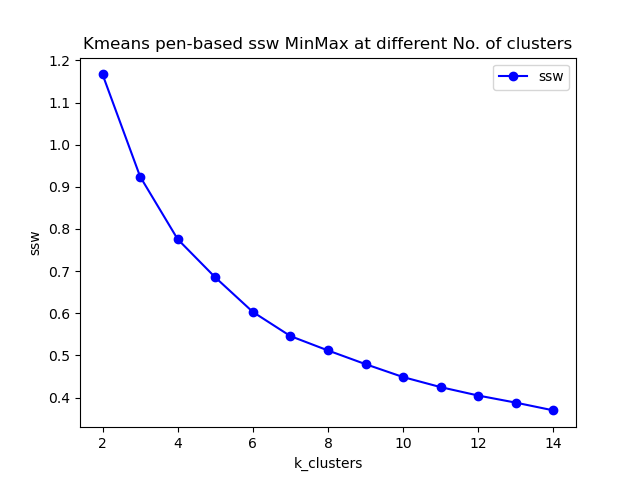 Kmeans pen-based ssw MinMax at different No. of clusters
ssw
1.2
1.1
1.0
0.9
0.8
0.7
0.6
0.5
0.4
ssw
2 4 6 8 10 12 14
k_clusters